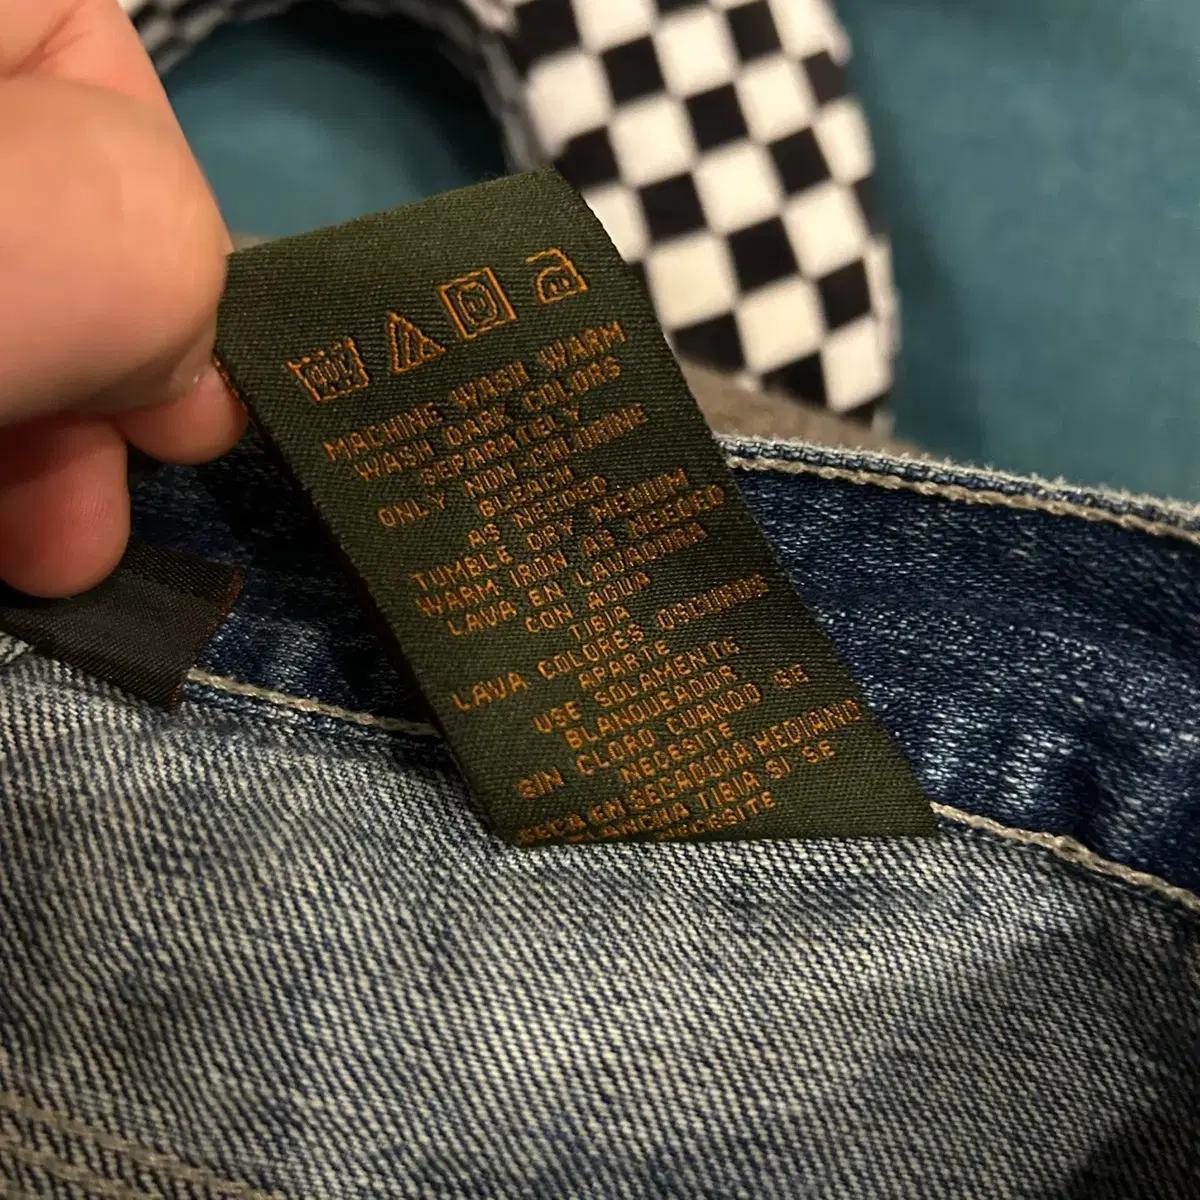 MACHINE WASH WARM
WASH DARK COLORS
SEPARATELY
ONLY NON-CHLORINE
BLEACH
AS NEEDED
TUMBLE DRY MEDIUM
WARM IRON AS NEEDED
LAVA EN LAVADORA
CON AGUA
TIBIA
LAVA COLORES OSCUROS
APARTE
USE SOLAMENTE
BLANQUEADOR
SIN CLORO CUANDO SE
NECESITE
SECA EN SECADORA MEDIANO
PLANCHA TIBIA SI SE
NECESITE